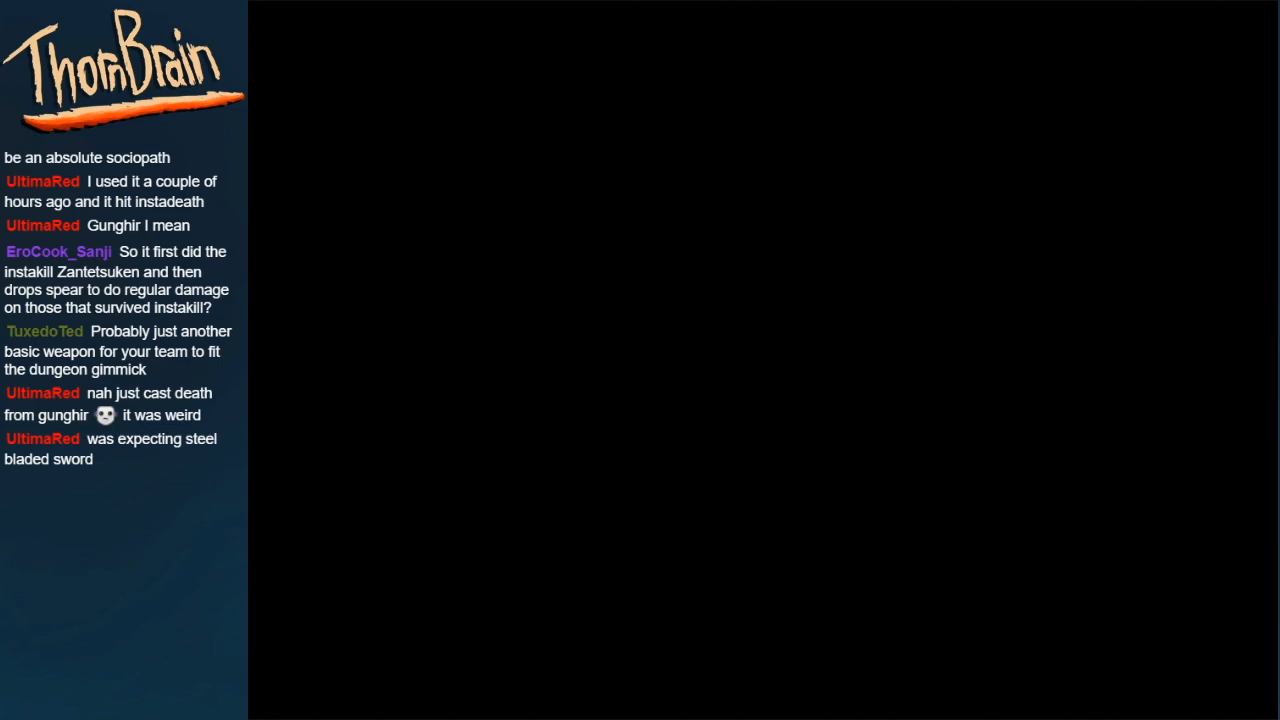 ThornBrain
be an absolute sociopath
UltimaRed I used it a couple of
hours ago and it hit instadeath
UltimaRed Gunghir I mean
EroCook_Sanji So it first did the
instakill Zantetsuken and then
drops spear to do regular damage
on those that survived instakill?
TuxedoTed Probably just another
basic weapon for your team to fit
the dungeon gimmick
UltimaRed nah just cast death
from gunghir it was weird
UltimaRed was expecting steel
bladed sword